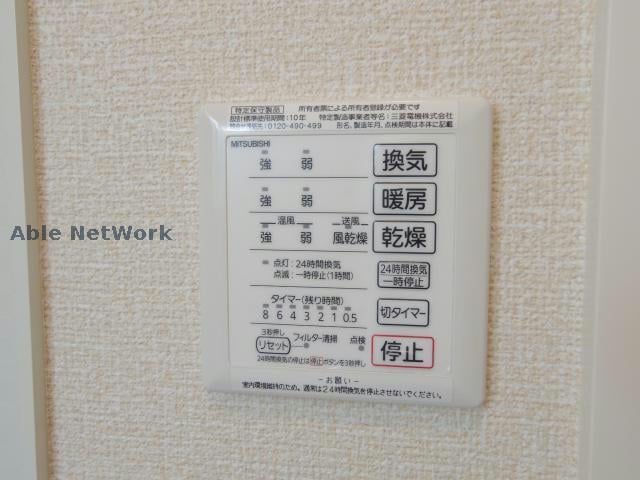 特定保守製品 所有者票による所有者登録が必要です
設計標準使用期間:10年 特定製造事業者等名:三菱電機株式会社
0120-490-499 形名、製造年月、点検期間は本体に記載
MITSUBISHI
強 弱 換気
強 弱 暖房
温風 送風
強 弱 風乾燥 乾燥
点灯:24時間換気
点滅:一時停止(1時間)
24時間換気
一時停止
タイマー(残り時間)
8 6 4 3 2 1 0.5
切タイマー
3秒押し
リセット フィルター清掃 点検
停止
24時間換気の停止は停止ボタンを3秒押し
-お願い-
室内環境維持のため。通常は24時間換気を停止させないでください。
Able NetWork